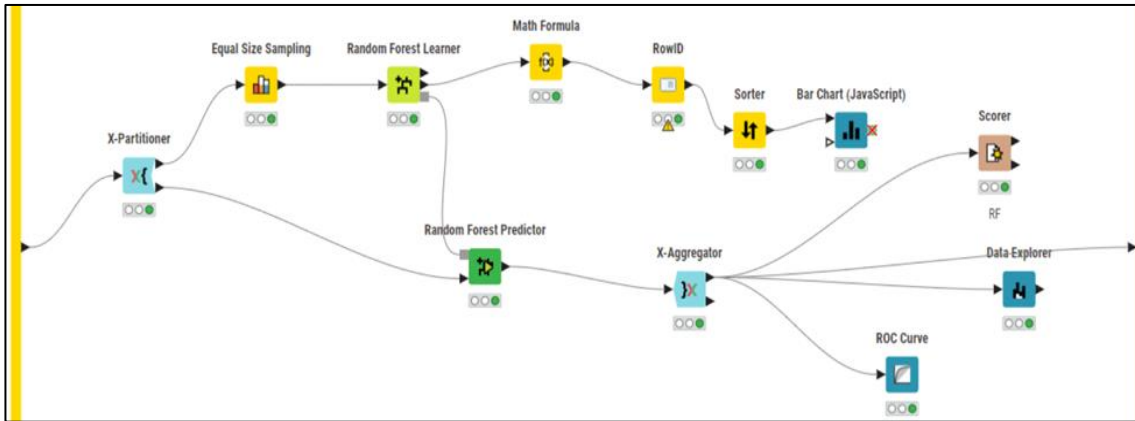 Math Formula
Equal Size Sampling
Random Forest Learner
RowID
Sorter
Bar Chart (JavaScript)
Scorer
X-Partitioner
RF
Random Forest Predictor
X-Aggregator
Data Explorer
ROC Curve